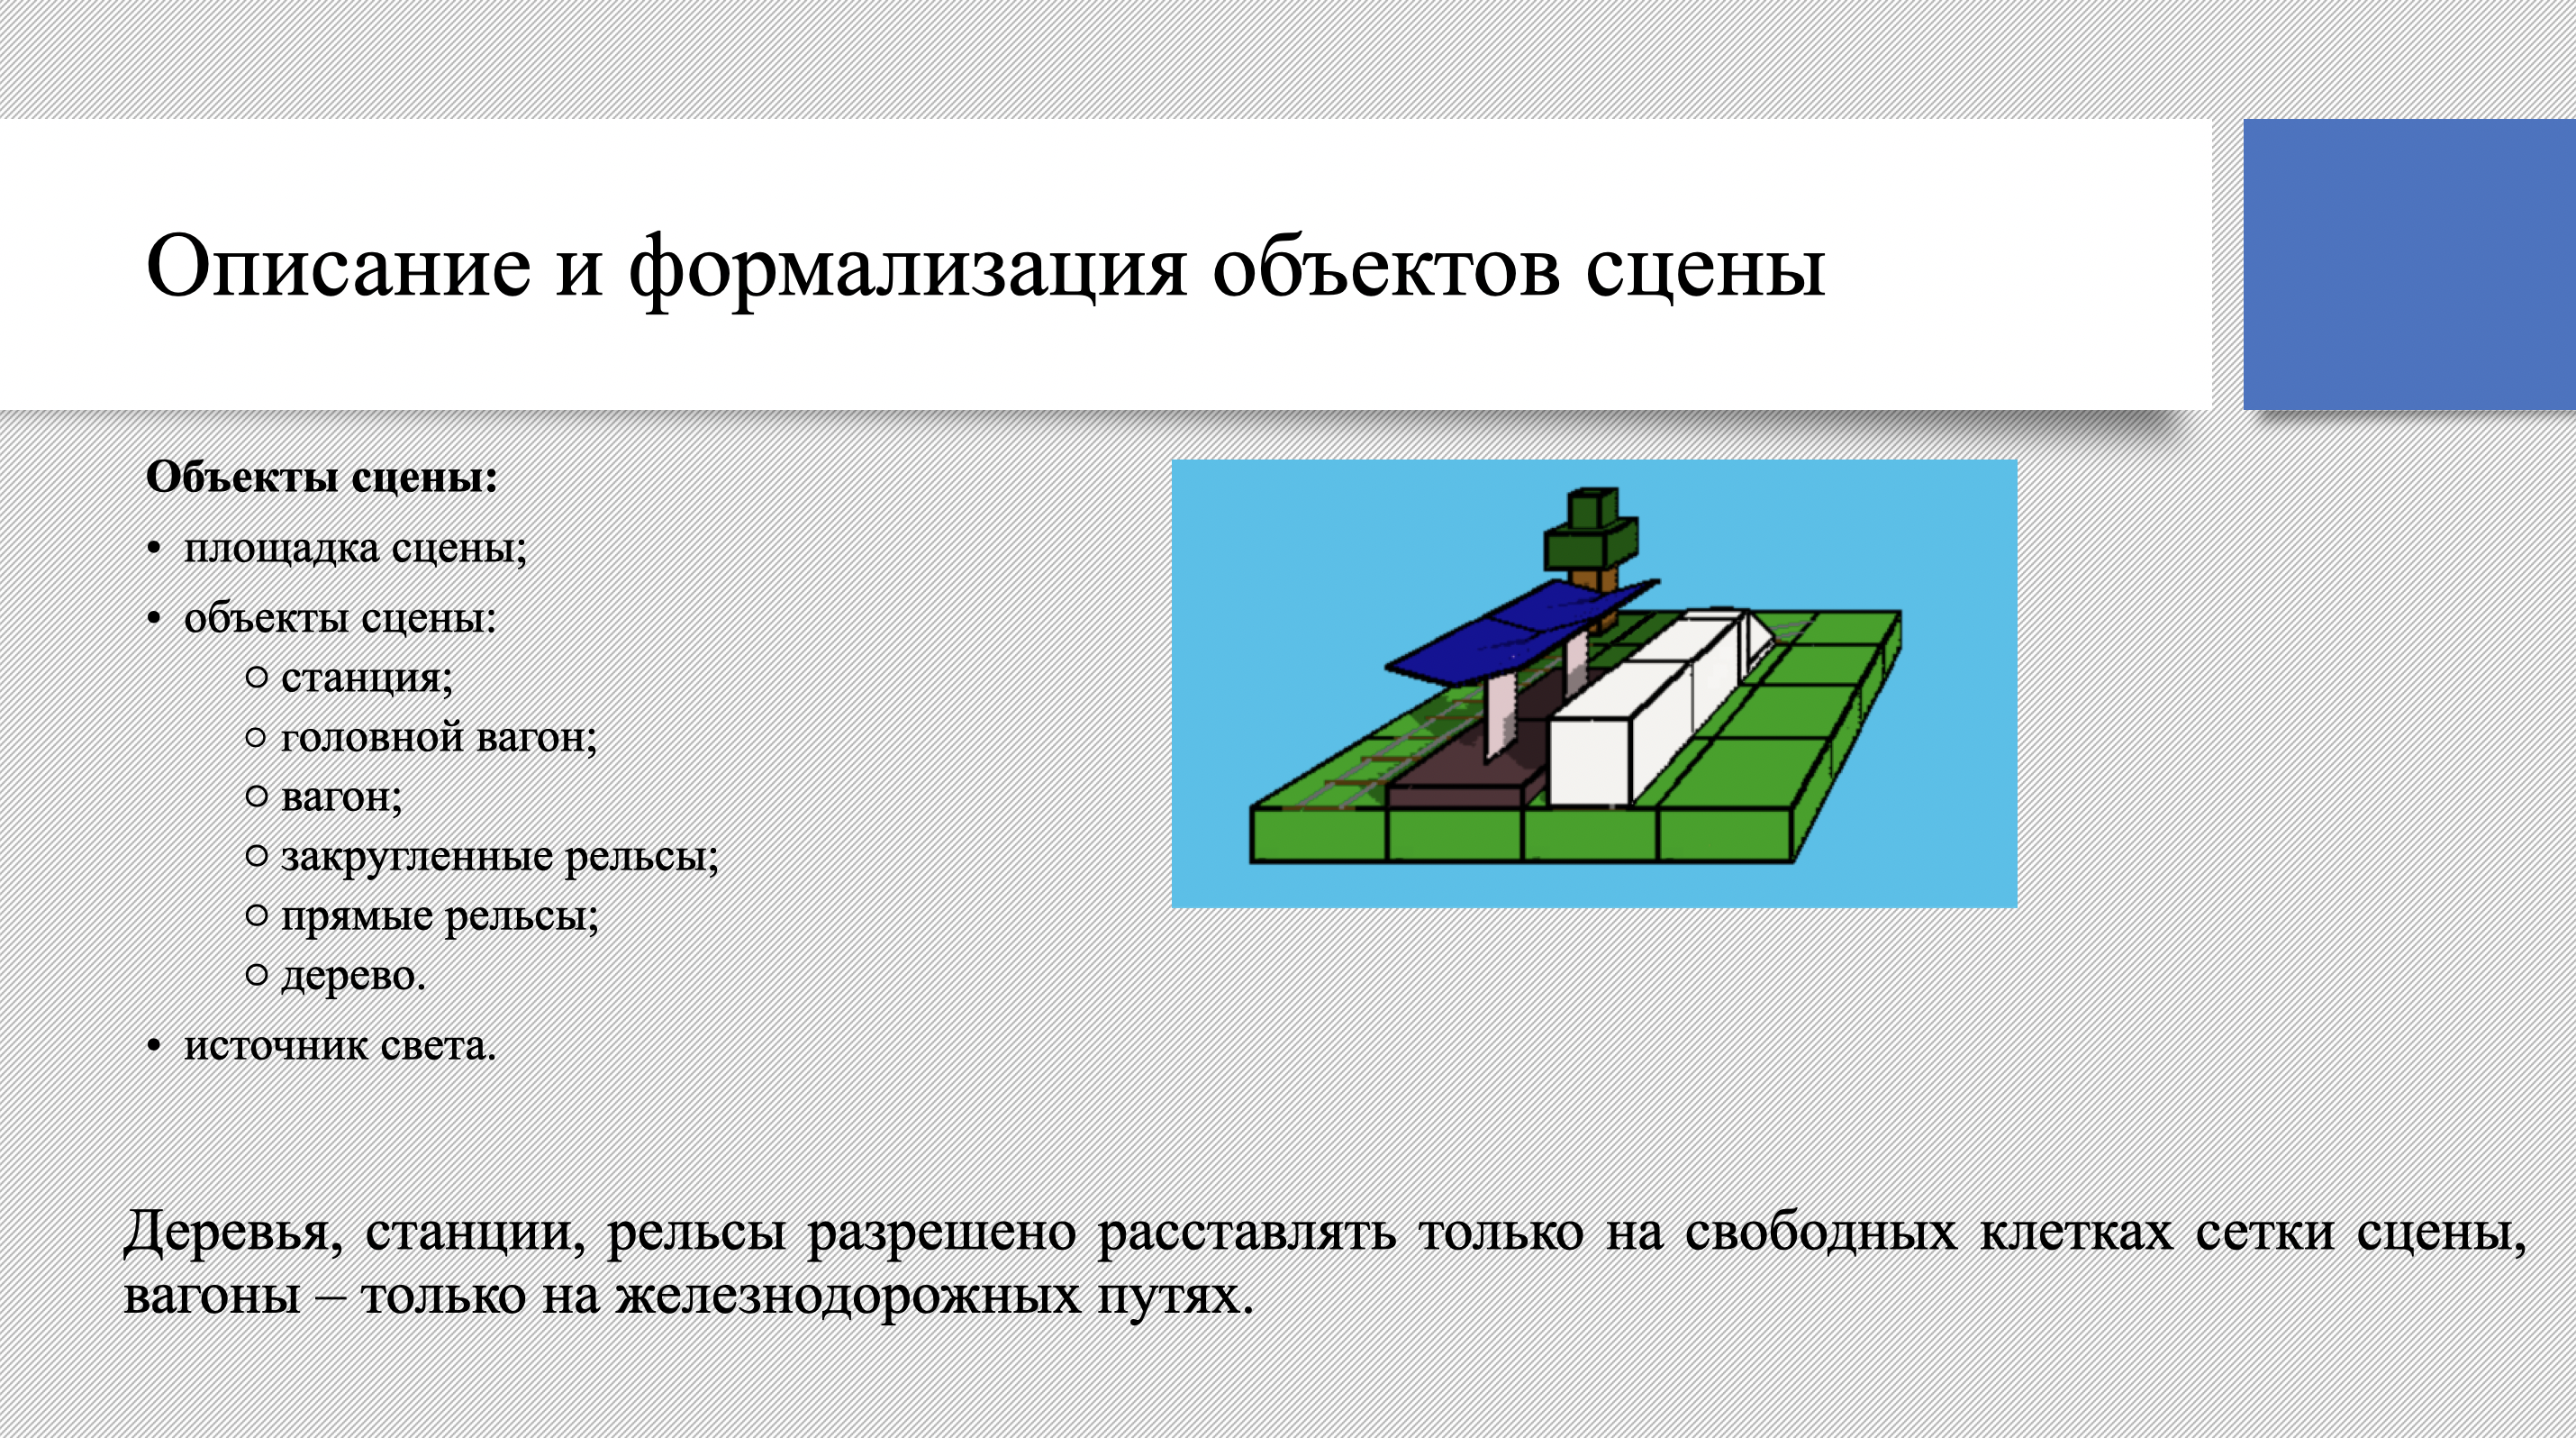 Описание и формализация объектов сцены
Объекты сцены:
• площадка сцены;
• объекты сцены:
○ станция;
○ головной вагон;
○ вагон;
○ закругленные рельсы;
○ прямые рельсы;
○ дерево.
• источник света.
Деревья, станции, рельсы разрешено расставлять только на свободных клетках сетки сцены,
вагоны – только на железнодорожных путях.